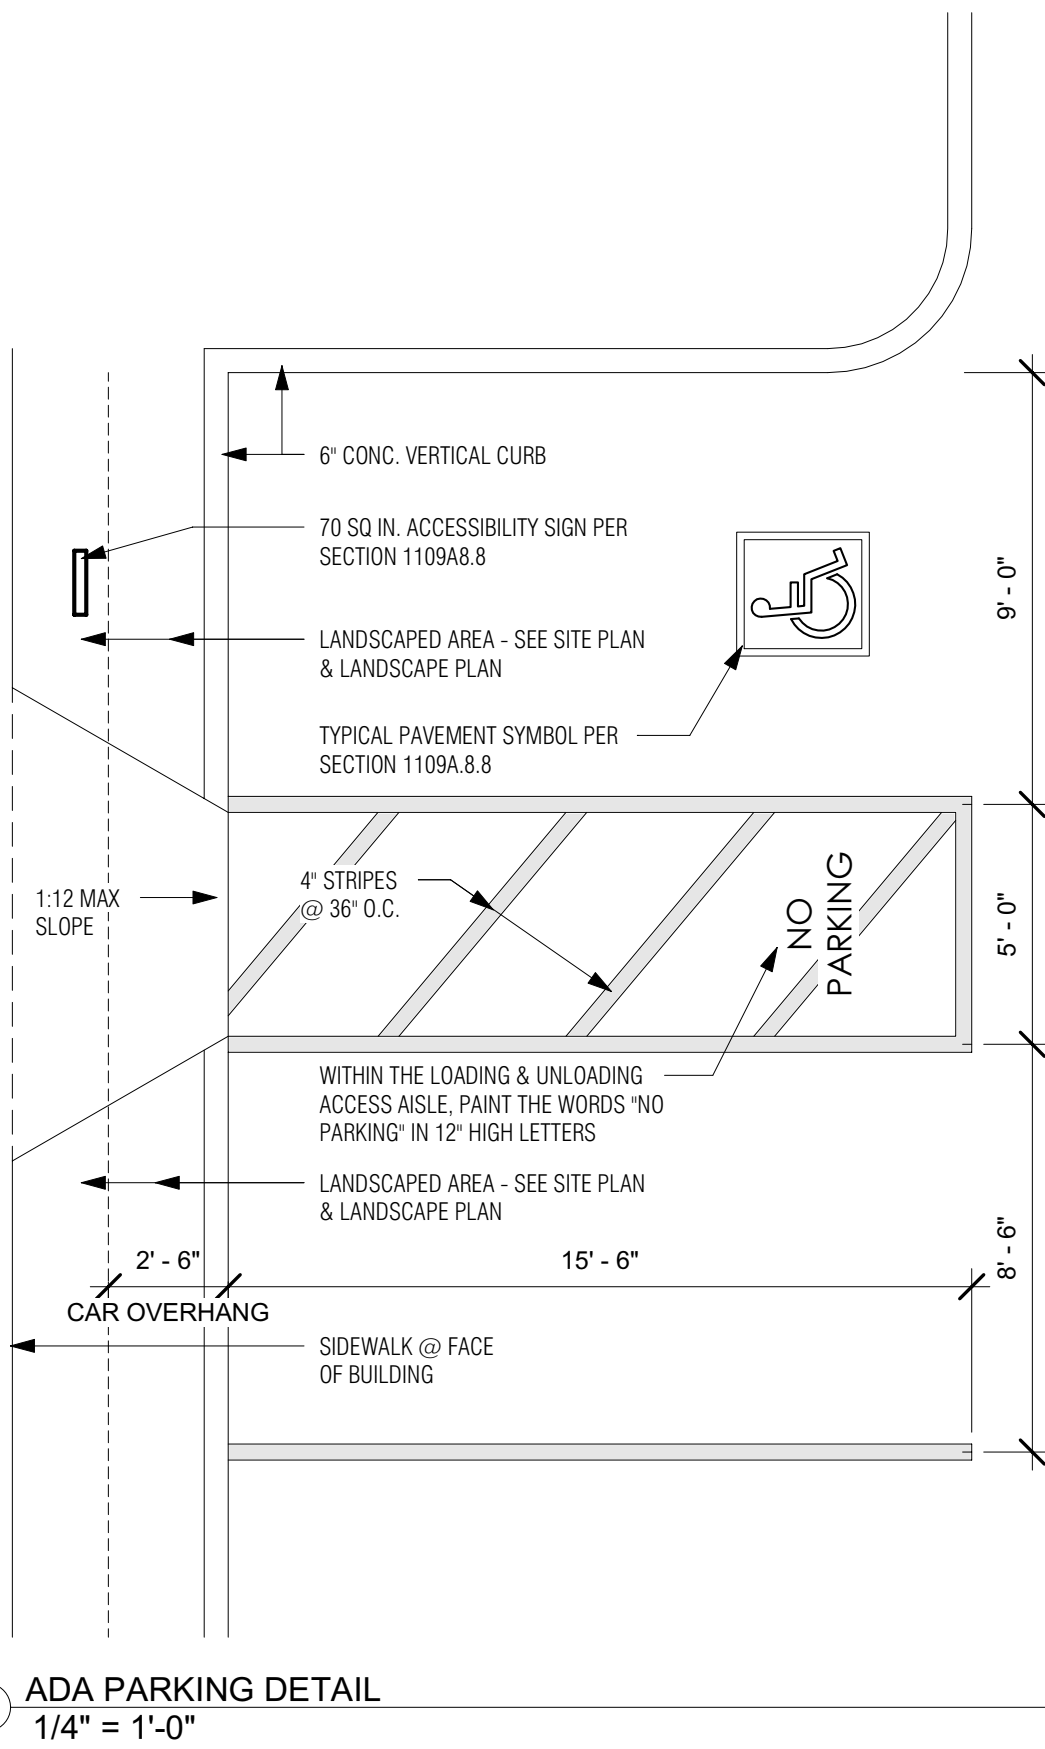 6" CONC. VERTICAL CURB
70 SQ IN. ACCESSIBILITY SIGN PER
SECTION 1109A8.8
9' - 0"
LANDSCAPED AREA - SEE SITE PLAN
& LANDSCAPE PLAN
TYPICAL PAVEMENT SYMBOL PER
SECTION 1109A.8.8
4" STRIPES
@ 36" O.C.
1:12 MAX
SLOPE
NO
PARKING
5' - 0"
WITHIN THE LOADING & UNLOADING
ACCESS AISLE, PAINT THE WORDS "NO
PARKING" IN 12" HIGH LETTERS
LANDSCAPED AREA - SEE SITE PLAN
& LANDSCAPE PLAN
2' - 6"
15' - 6"
8' - 6"
CAR OVERHANG
SIDEWALK @ FACE
OF BUILDING
ADA PARKING DETAIL
1/4" = 1'-0"